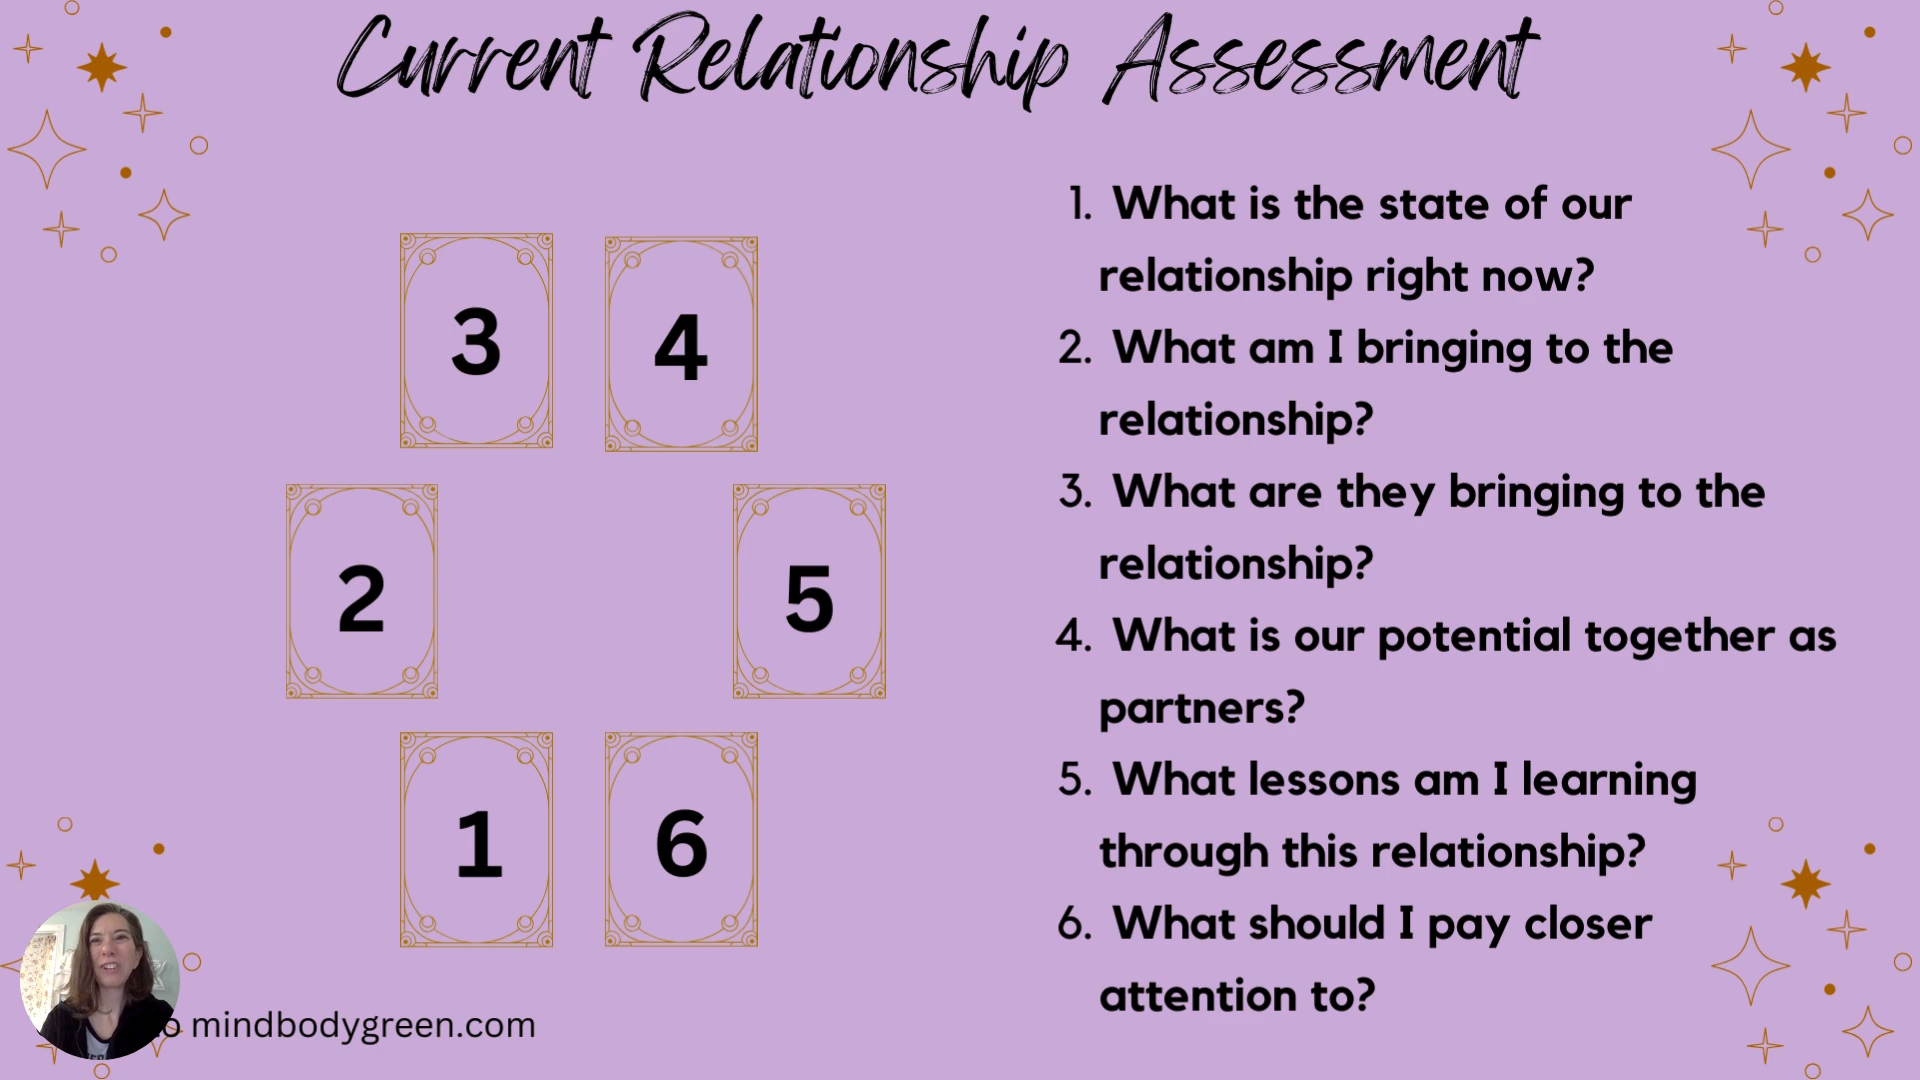 Current Relationship Assessment
3 4
2 5
1 6
1. What is the state of our
relationship right now?
2. What am I bringing to the
relationship?
3. What are they bringing to the
relationship?
4. What is our potential together as
partners?
5. What lessons am I learning
through this relationship?
6. What should I pay closer
attention to?
mindbodygreen.com